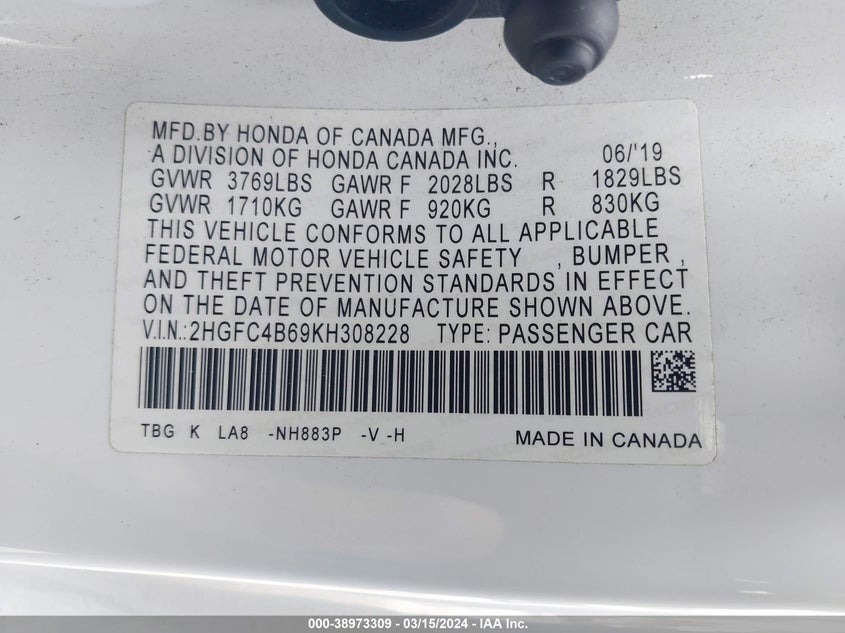 MFD.BY HONDA OF CANADA MFG.,
A DIVISION OF HONDA CANADA INC. 06/'19
GVWR 3769LBS GAWR F 2028LBS R 1829LBS
GVWR 1710KG GAWR F 920KG R 830KG
THIS VEHICLE CONFORMS TO ALL APPLICABLE
FEDERAL MOTOR VEHICLE SAFETY , BUMPER ,
AND THEFT PREVENTION STANDARDS IN EFFECT
ON THE DATE OF MANUFACTURE SHOWN ABOVE.
V.I.N.:2HGFC4B69KH308228 TYPE: PASSENGER CAR
TBG K LA8 -NH883P -V -H MADE IN CANADA
000-38973309 - 03/15/2024 - IAA Inc.